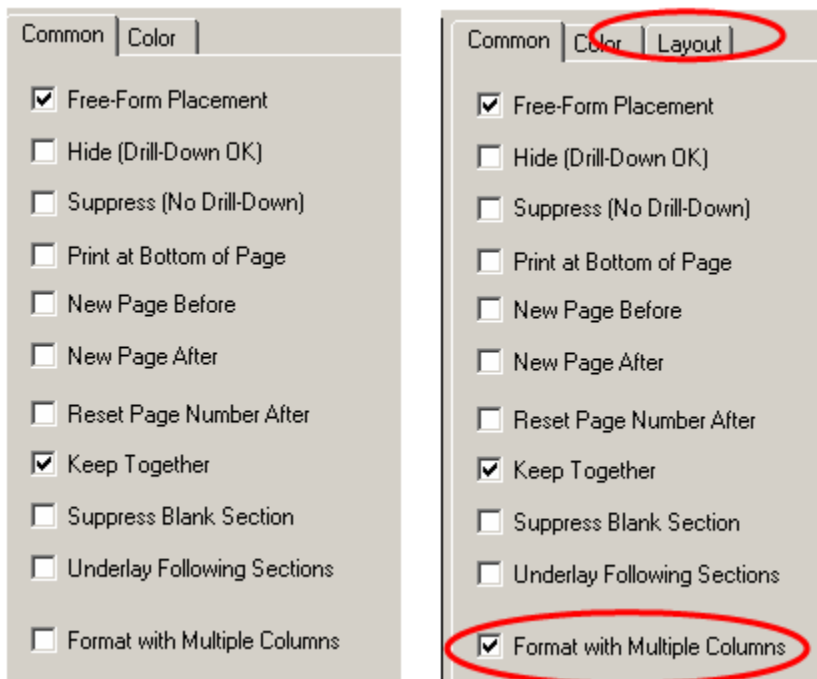 Common Color
Free-Form Placement
Hide (Drill-Down OK)
Suppress (No Drill-Down)
Print at Bottom of Page
New Page Before
New Page After
Reset Page Number After
Keep Together
Suppress Blank Section
Underlay Following Sections
Format with Multiple Columns
Common Color Layout
Free-Form Placement
Hide (Drill-Down OK)
Suppress (No Drill-Down)
Print at Bottom of Page
New Page Before
New Page After
Reset Page Number After
Keep Together
Suppress Blank Section
Underlay Following Sections
Format with Multiple Columns